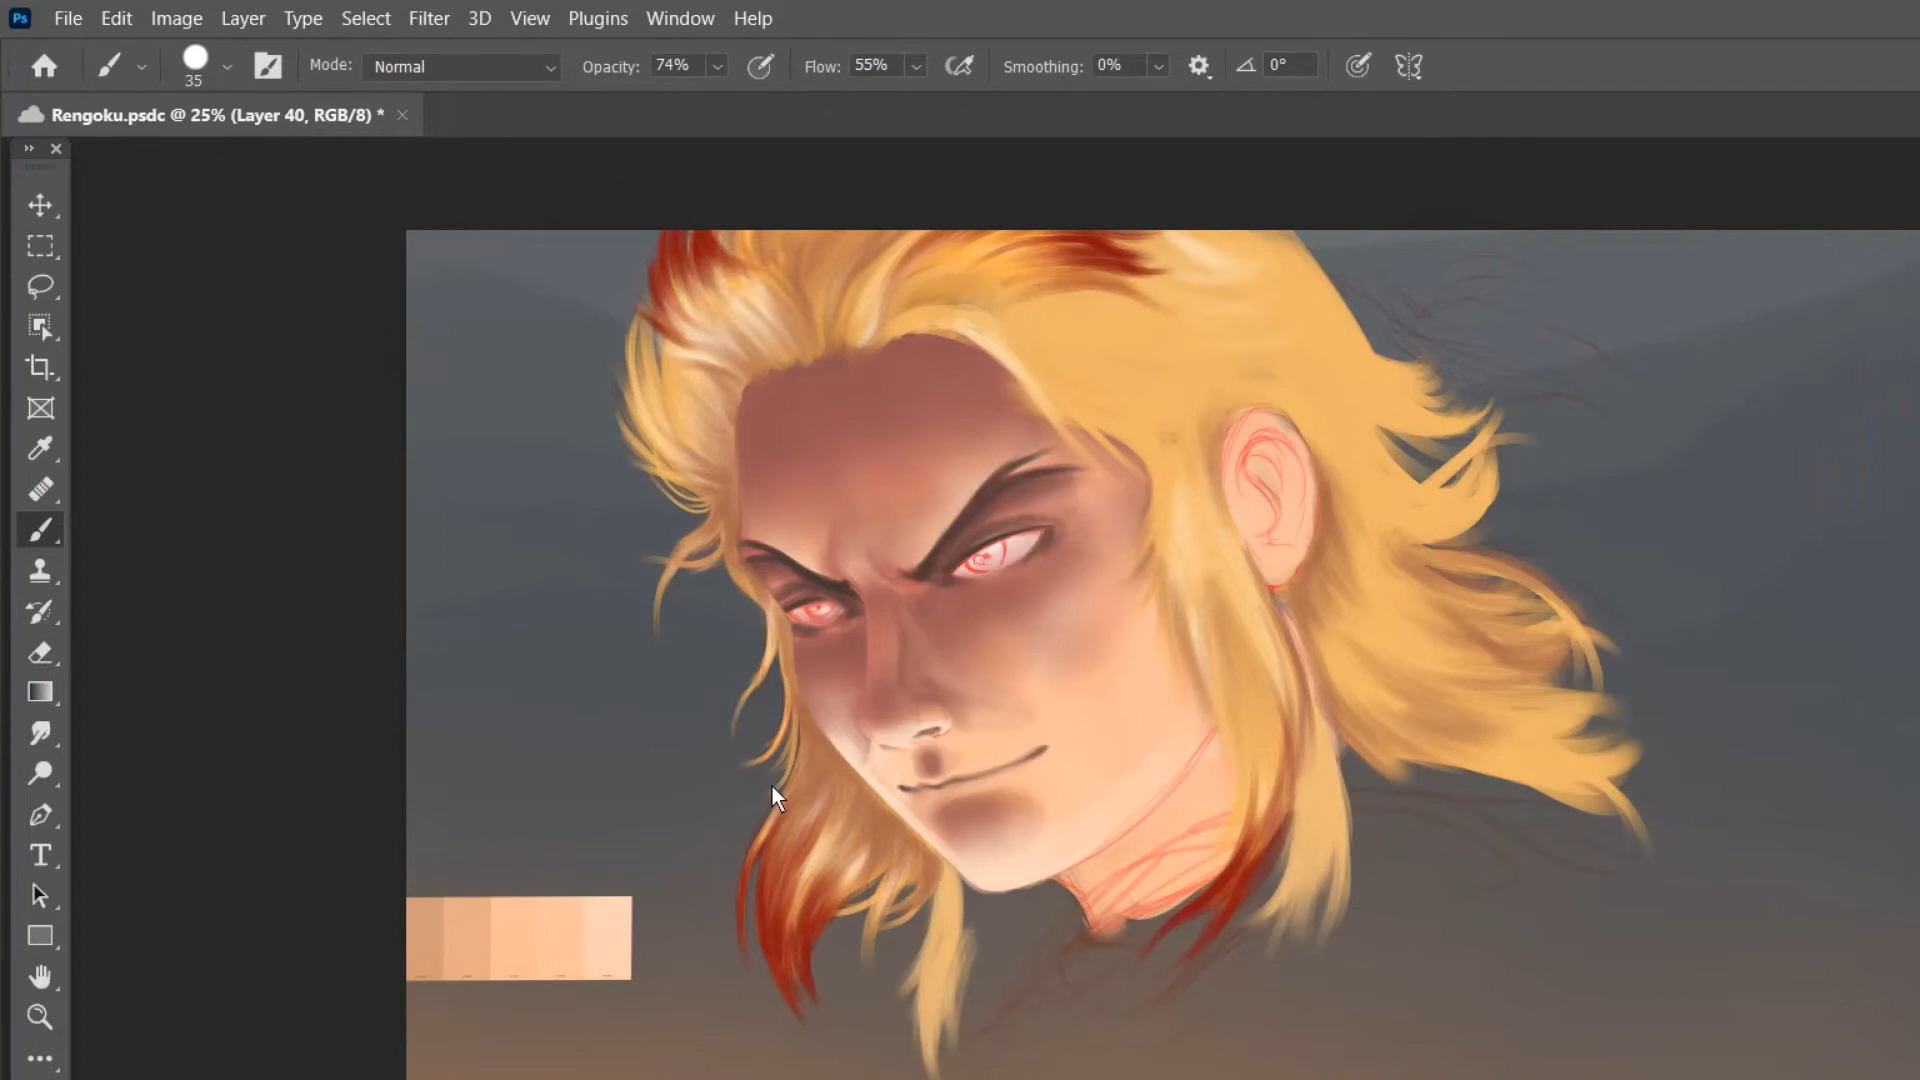 Ps File Edit Image Layer Type Select Filter 3D View Plugins Window Help
35 Mode: Normal Opacity: 74% Flow: 55% Smoothing: 0% 0°
Rengoku.psdc @ 25% (Layer 40, RGB/8) *